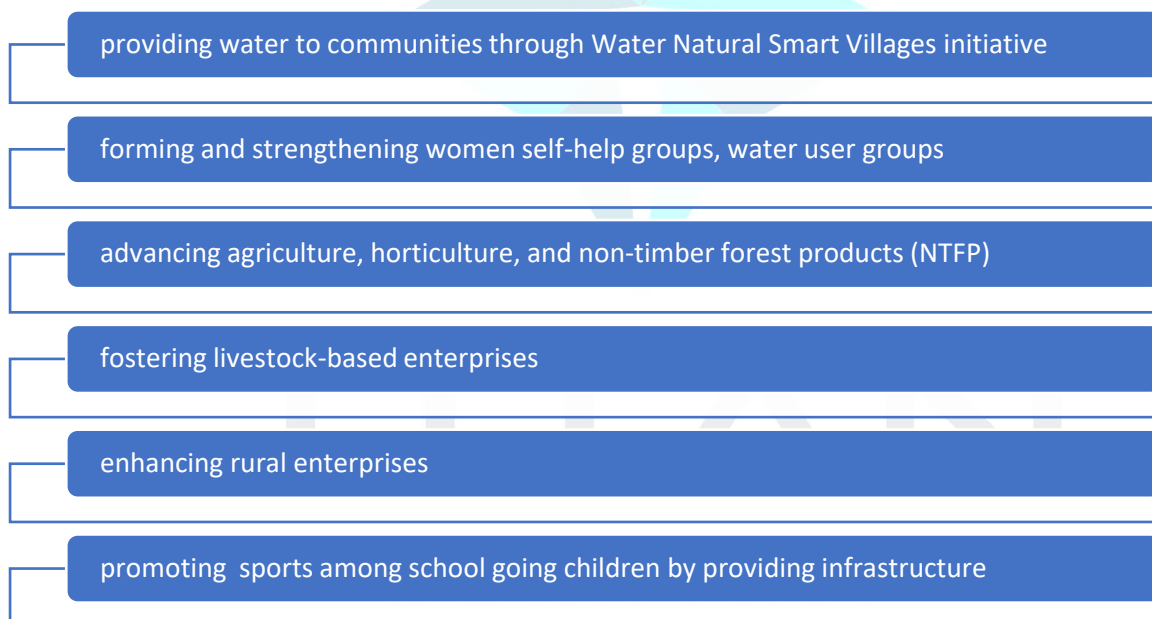 providing water to communities through Water Natural Smart Villages initiative
forming and strengthening women self-help groups, water user groups
advancing agriculture, horticulture, and non-timber forest products (NTFP)
fostering livestock-based enterprises
enhancing rural enterprises
promoting  sports among school going children by providing infrastructure